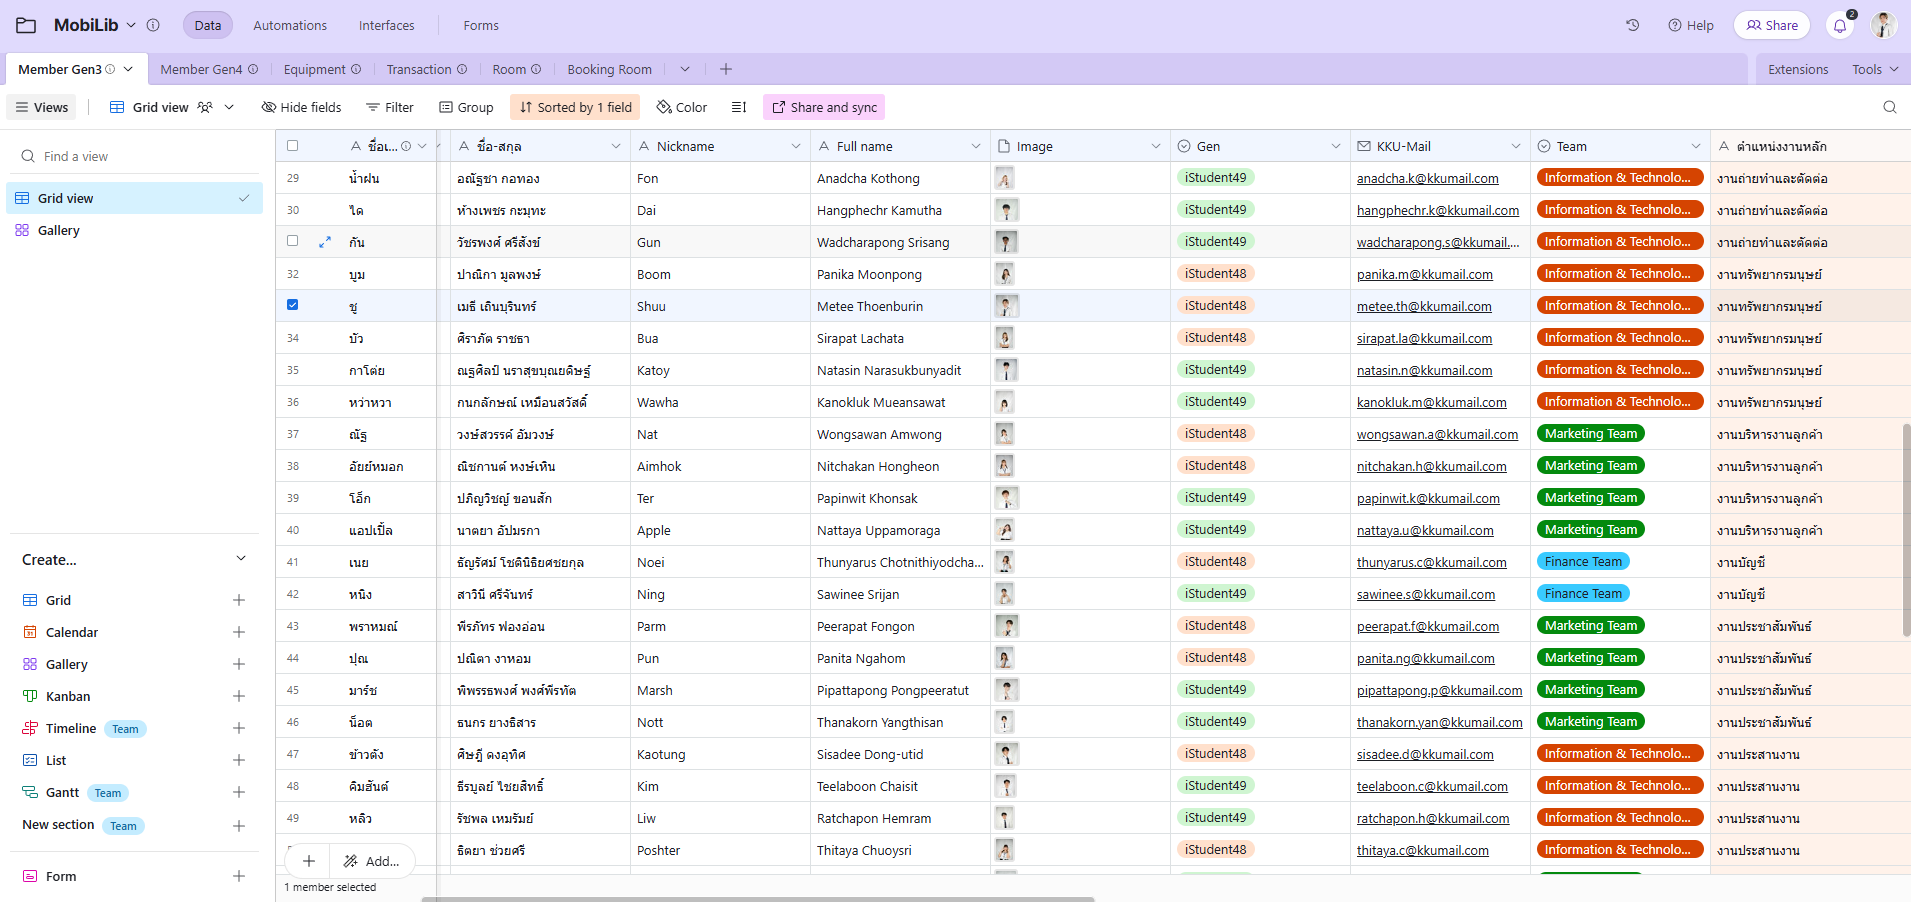 MobiLib Data Automations Interfaces Forms Help Share 2
Member Gen3 Member Gen4 Equipment Transaction Room Booking Room Extensions Tools
Views Grid view Hide fields Filter Group Sorted by 1 field Color Share and sync
Find a view
Grid view
Gallery
Create...
Grid
Calendar
Gallery
Kanban
Timeline Team
List
Gantt Team
New section Team
Form
ชื่อเ... ชื่อ-สกุล Nickname Full name Image Gen KKU-Mail Team ตำแหน่งงานหลัก
29 น้ำฝน อณัฐชา กอทอง Fon Anadcha Kothong iStudent49 anadcha.k@kkumail.com Information & Technolo... งานถ่ายทำและตัดต่อ
30 ได ห้างเพชร กะมุทะ Dai Hangphechr Kamutha iStudent49 hangphechr.k@kkumail.com Information & Technolo... งานถ่ายทำและตัดต่อ
กัน วัชรพงศ์ ศรีสังข์ Gun Wadcharapong Srisang iStudent49 wadcharapong.s@kkumail.... Information & Technolo... งานถ่ายทำและตัดต่อ
32 บูม ปาณิกา มูลพงษ์ Boom Panika Moonpong iStudent48 panika.m@kkumail.com Information & Technolo... งานทรัพยากรมนุษย์
ชู เมธี เถินบุรินทร์ Shuu Metee Thoenburin iStudent48 metee.th@kkumail.com Information & Technolo... งานทรัพยากรมนุษย์
34 บัว ศิราภัต ราชธา Bua Sirapat Lachata iStudent48 sirapat.la@kkumail.com Information & Technolo... งานทรัพยากรมนุษย์
35 กาโต่ย ณฐศิลป์ นราสุขบุณยดิษฐ์ Katoy Natasin Narasukbunyadit iStudent49 natasin.n@kkumail.com Information & Technolo... งานทรัพยากรมนุษย์
36 หว่าหวา กนกลักษณ์ เหมือนสวัสดิ์ Wawha Kanokluk Mueansawat iStudent49 kanokluk.m@kkumail.com Information & Technolo... งานทรัพยากรมนุษย์
37 ณัฐ วงษ์สวรรค์ อัมวงษ์ Nat Wongsawan Amwong iStudent48 wongsawan.a@kkumail.com Marketing Team งานบริหารงานลูกค้า
38 อัยย์หมอก ณิชกานต์ หงษ์เหิน Aimhok Nitchakan Hongheon iStudent48 nitchakan.h@kkumail.com Marketing Team งานบริหารงานลูกค้า
39 โอ็ก ปภิญวิชญ์ ขอนสัก Ter Papinwit Khonsak iStudent49 papinwit.k@kkumail.com Marketing Team งานบริหารงานลูกค้า
40 แอปเปิ้ล นาตยา อัปมรกา Apple Nattaya Uppamoraga iStudent49 nattaya.u@kkumail.com Marketing Team งานบริหารงานลูกค้า
41 เนย ธัญรัศม์ โชตินิธิยศชยกุล Noei Thunyarus Chotnithiyodcha... iStudent48 thunyarus.c@kkumail.com Finance Team งานบัญชี
42 หนิง สาวินี ศรีจันทร์ Ning Sawinee Srijan iStudent49 sawinee.s@kkumail.com Finance Team งานบัญชี
43 พราหมณ์ พีรภัทร ฟองอ่อน Parm Peerapat Fongon iStudent48 peerapat.f@kkumail.com Marketing Team งานประชาสัมพันธ์
44 ปุณ ปณิตา งาหอม Pun Panita Ngahom iStudent48 panita.ng@kkumail.com Marketing Team งานประชาสัมพันธ์
45 มาร์ช พิพรรธพงศ์ พงศ์พีรทัต Marsh Pipattapong Pongpeeratut iStudent49 pipattapong.p@kkumail.com Marketing Team งานประชาสัมพันธ์
46 น็อต ธนกร ยางธิสาร Nott Thanakorn Yangthisan iStudent49 thanakorn.yan@kkumail.com Marketing Team งานประชาสัมพันธ์
47 ข้าวตัง ศิษฎี ดงอุทิศ Kaotung Sisadee Dong-utid iStudent48 sisadee.d@kkumail.com Information & Technolo... งานประสานงาน
48 คิมฮันต์ ธีรบูลย์ ไชยสิทธิ์ Kim Teelaboon Chaisit iStudent49 teelaboon.c@kkumail.com Information & Technolo... งานประสานงาน
49 หลิว รัชพล เหมรัมย์ Liw Ratchapon Hemram iStudent49 ratchapon.h@kkumail.com Information & Technolo... งานประสานงาน
ธิตยา ช่วยศรี Poshter Thitaya Chuoysri iStudent48 thitaya.c@kkumail.com Information & Technolo... งานประสานงาน
Add...
1 member selected